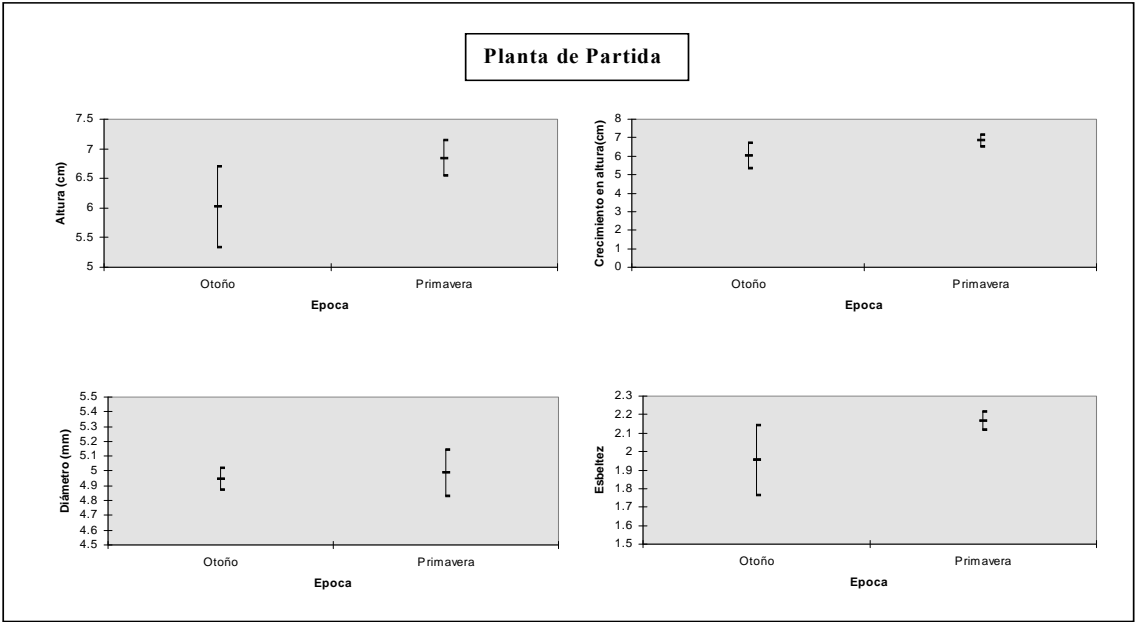 Planta de Partida
Altura (cm)
7.5
7
6.5
6
5.5
5
Otoño
Primavera
Epoca
Crecimiento en altura(cm)
8
7
6
5
4
3
2
1
0
Otoño
Primavera
Epoca
Diámetro (mm)
5.5
5.4
5.3
5.2
5.1
5
4.9
4.8
4.7
4.6
4.5
Otoño
Primavera
Epoca
Esbeltez
2.3
2.2
2.1
2
1.9
1.8
1.7
1.6
1.5
Otoño
Primavera
Epoca